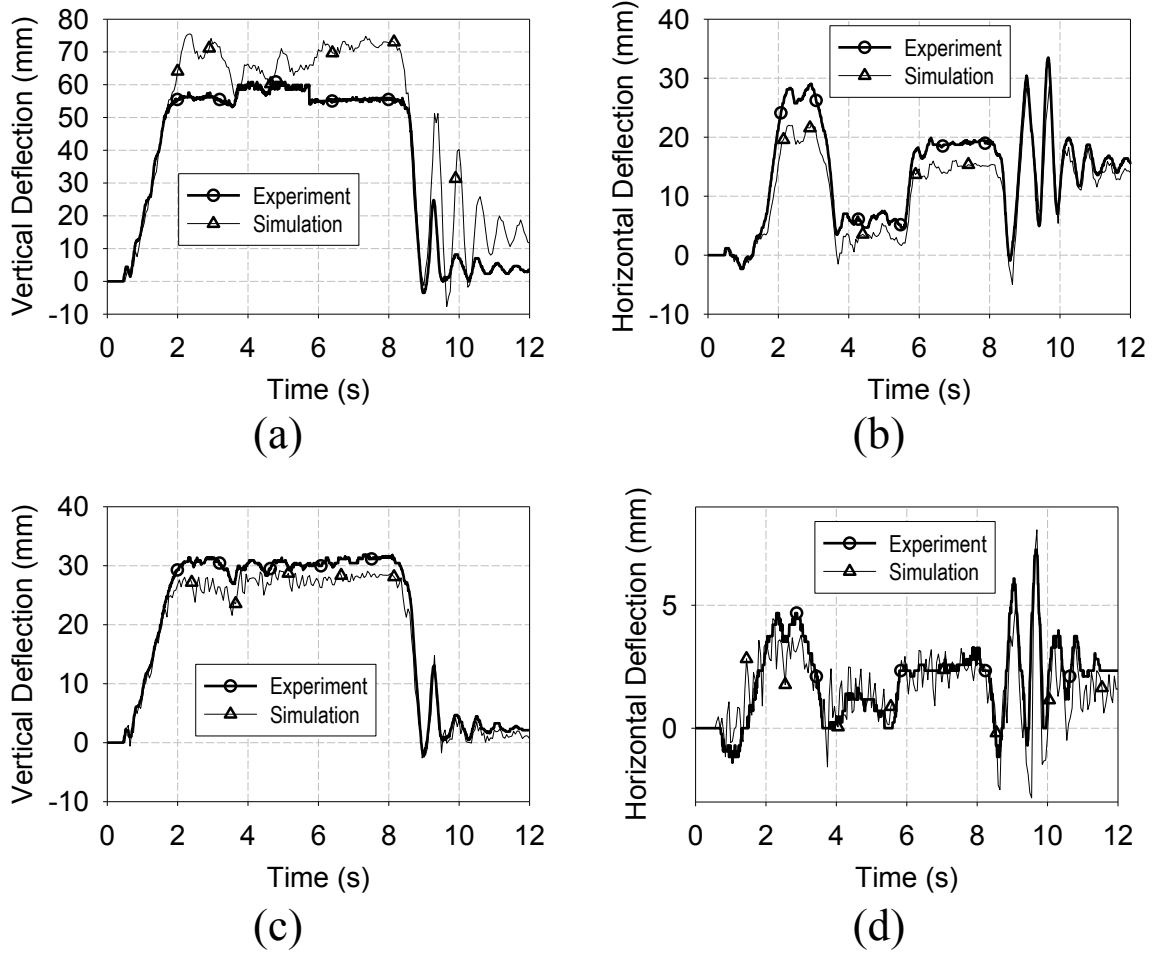 Vertical Deflection (mm)
80
70
60
50
40
30
20
10
0
-10
Experiment
Simulation
0 2 4 6 8 10 12
Time (s)
(a)
Horizontal Deflection (mm)
40
30
20
10
0
-10
Experiment
Simulation
0 2 4 6 8 10 12
Time (s)
(b)
Vertical Deflection (mm)
40
30
20
10
0
-10
Experiment
Simulation
0 2 4 6 8 10 12
Time (s)
(c)
Horizontal Deflection (mm)
5
0
Experiment
Simulation
0 2 4 6 8 10 12
Time (s)
(d)